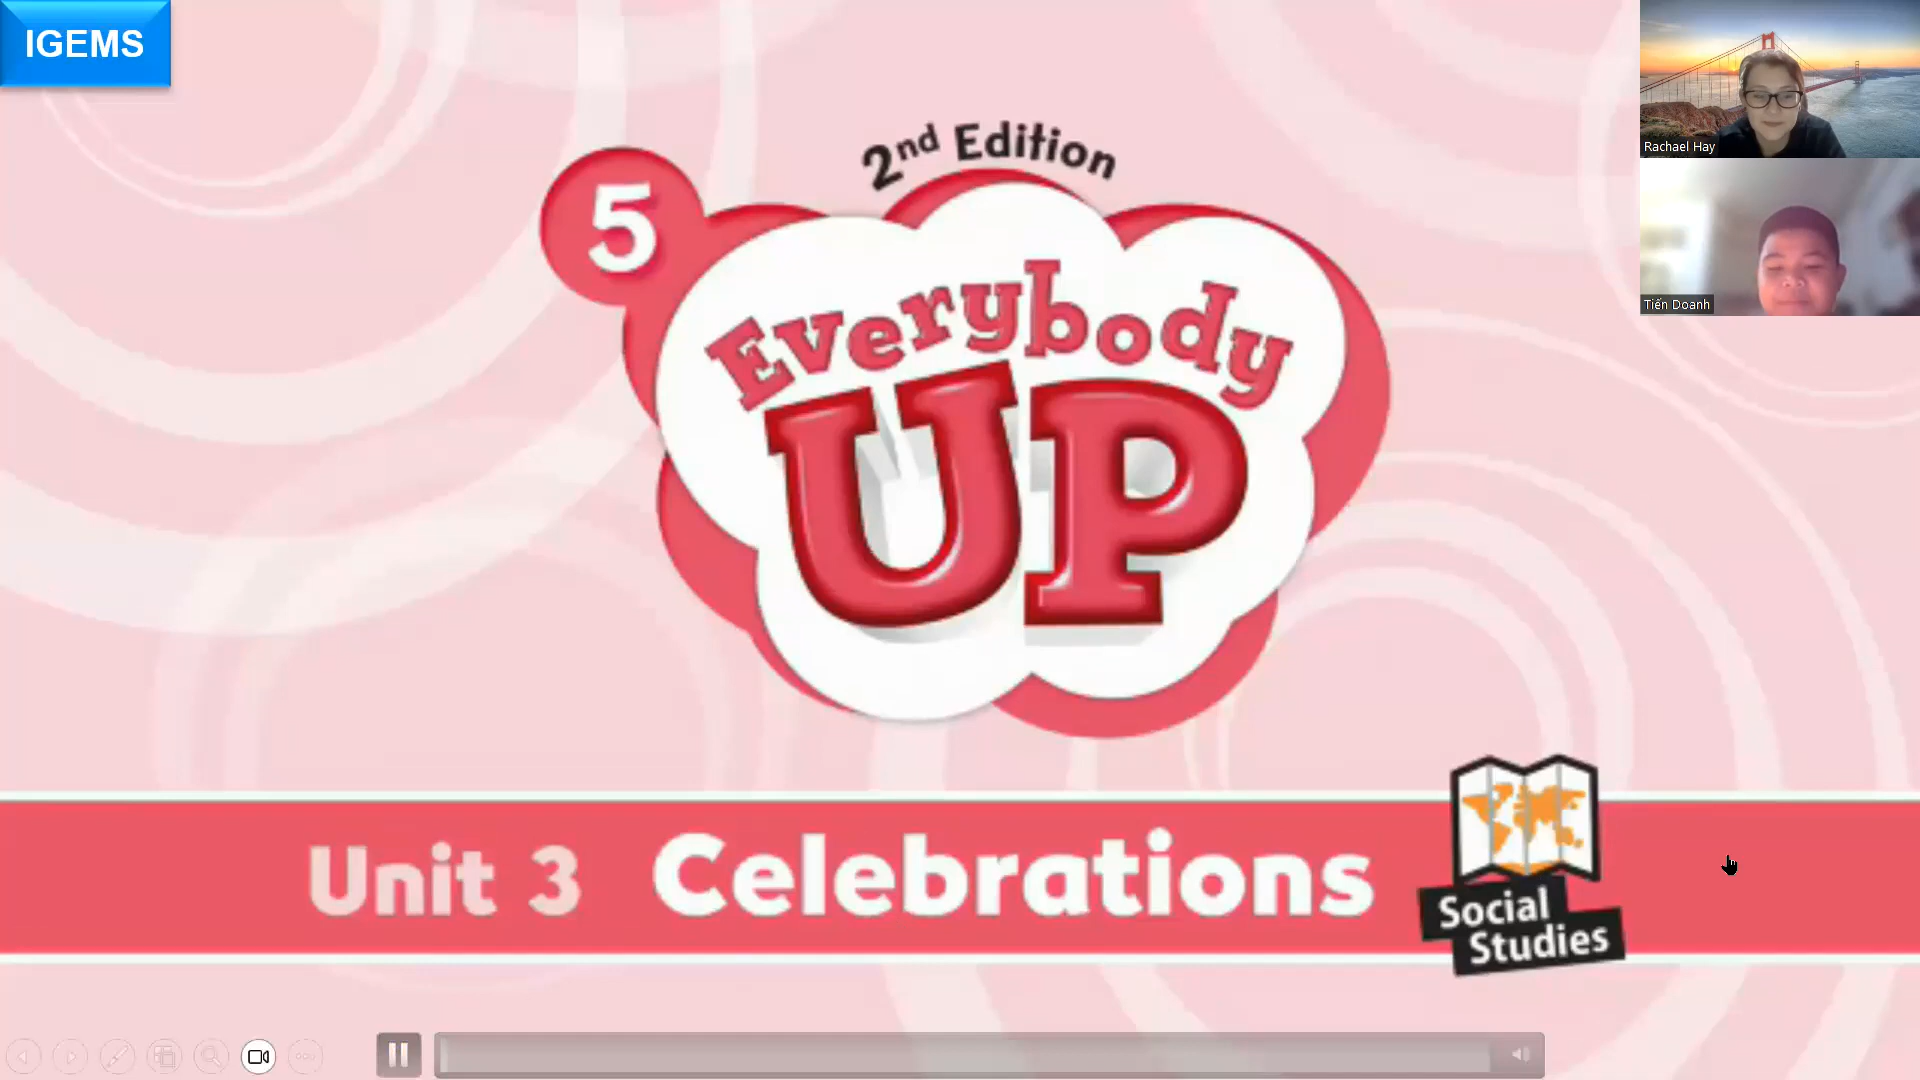 IGEMS
2nd Edition
5
Everybody
UP
Unit 3 Celebrations
Social
Studies
Rachael Hay
Tiến Doanh